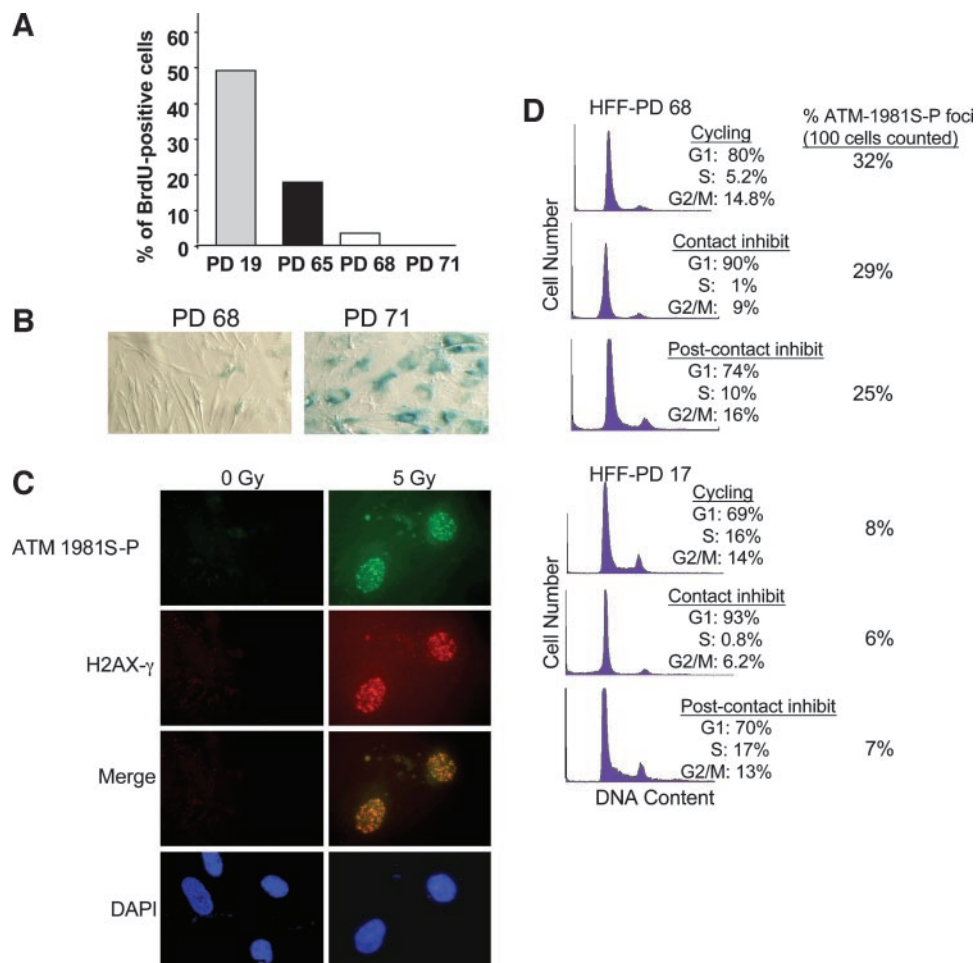 A
% of BrdU-positive cells
60
50
40
30
20
10
0
PD 19 PD 65 PD 68 PD 71
B
PD 68 PD 71
C
0 Gy 5 Gy
ATM 1981S-P
H2AX-γ
Merge
DAPI
D
HFF-PD 68
% ATM-1981S-P foci
(100 cells counted)
Cell Number
Cycling
G1: 80%
S: 5.2%
G2/M: 14.8%
32%
Contact inhibit
G1: 90%
S: 1%
G2/M: 9%
29%
Post-contact inhibit
G1: 74%
S: 10%
G2/M: 16%
25%
HFF-PD 17
Cell Number
Cycling
G1: 69%
S: 16%
G2/M: 14%
8%
Contact inhibit
G1: 93%
S: 0.8%
G2/M: 6.2%
6%
Post-contact inhibit
G1: 70%
S: 17%
G2/M: 13%
7%
DNA Content